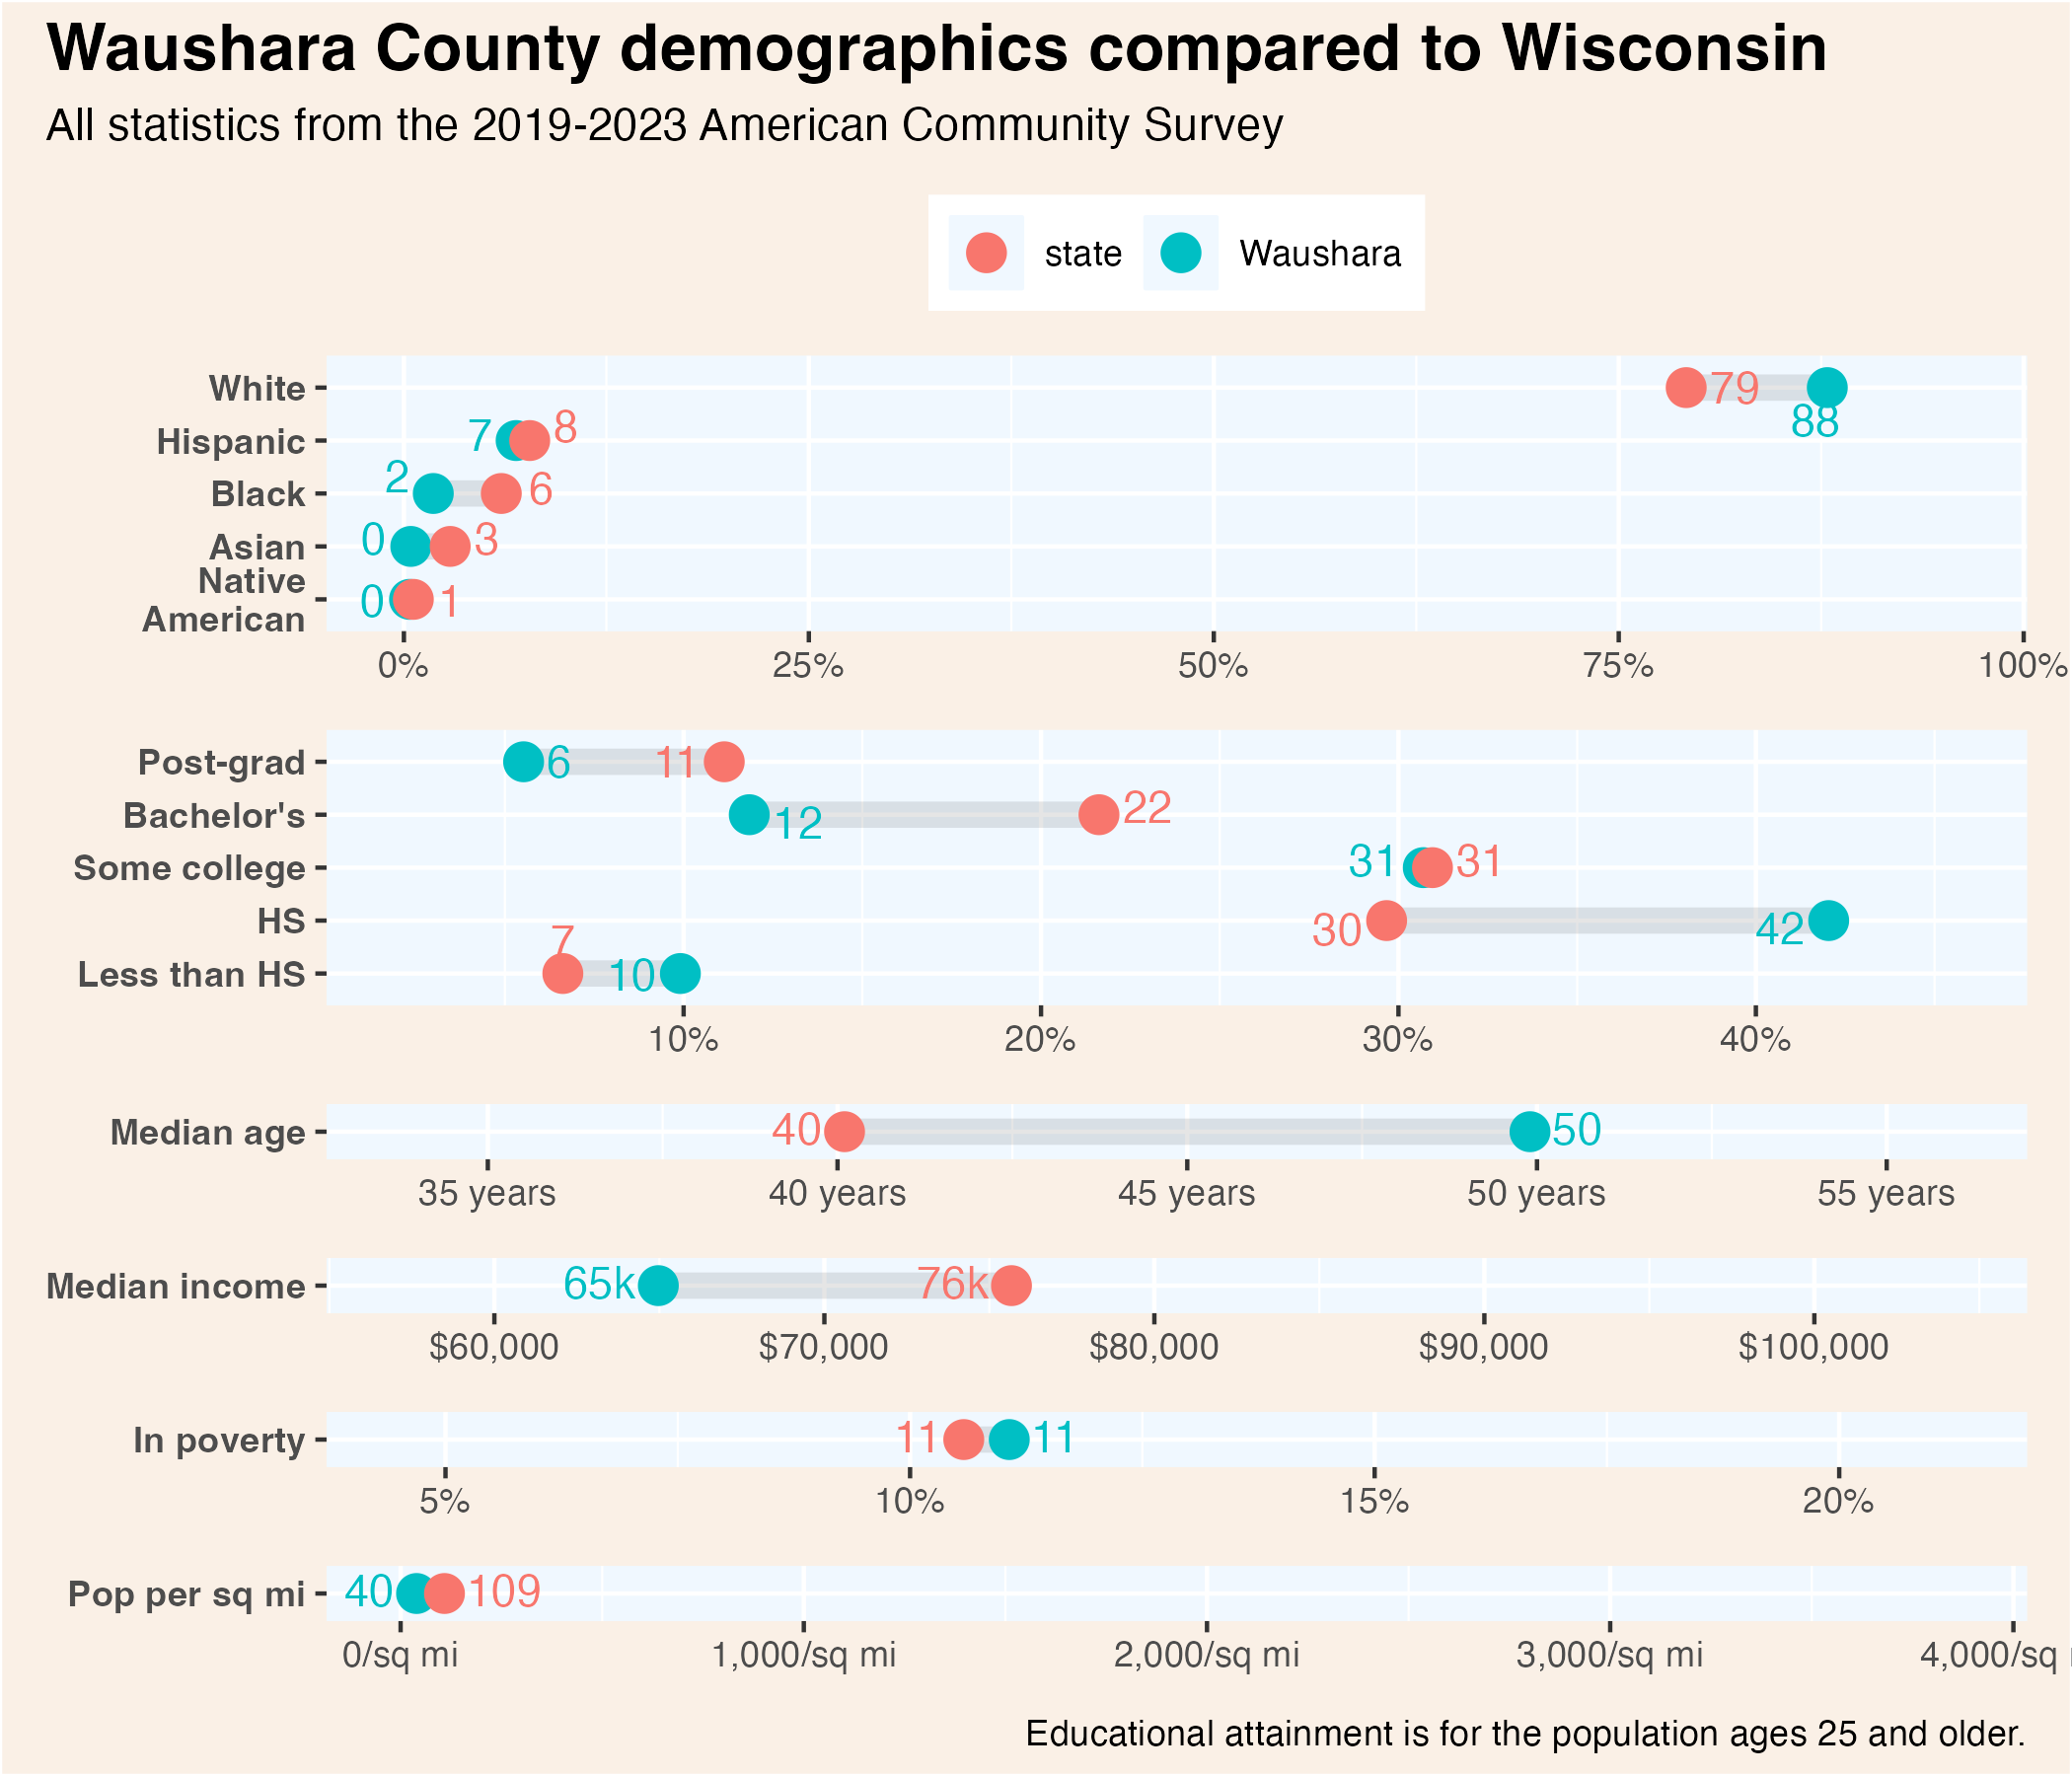 Waushara County demographics compared to Wisconsin
All statistics from the 2019-2023 American Community Survey
state Waushara
White 79 88
Hispanic 7 8
Black 2 6
Asian 0 3
Native
American 0 1
0% 25% 50% 75% 100%
Post-grad 6 11
Bachelor's 12 22
Some college 31 31
HS 30 42
Less than HS 7 10
10% 20% 30% 40%
Median age 40 50
35 years 40 years 45 years 50 years 55 years
Median income 65k 76k
$60,000 $70,000 $80,000 $90,000 $100,000
In poverty 11 11
5% 10% 15% 20%
Pop per sq mi 40 109
0/sq mi 1,000/sq mi 2,000/sq mi 3,000/sq mi 4,000/sq
Educational attainment is for the population ages 25 and older.